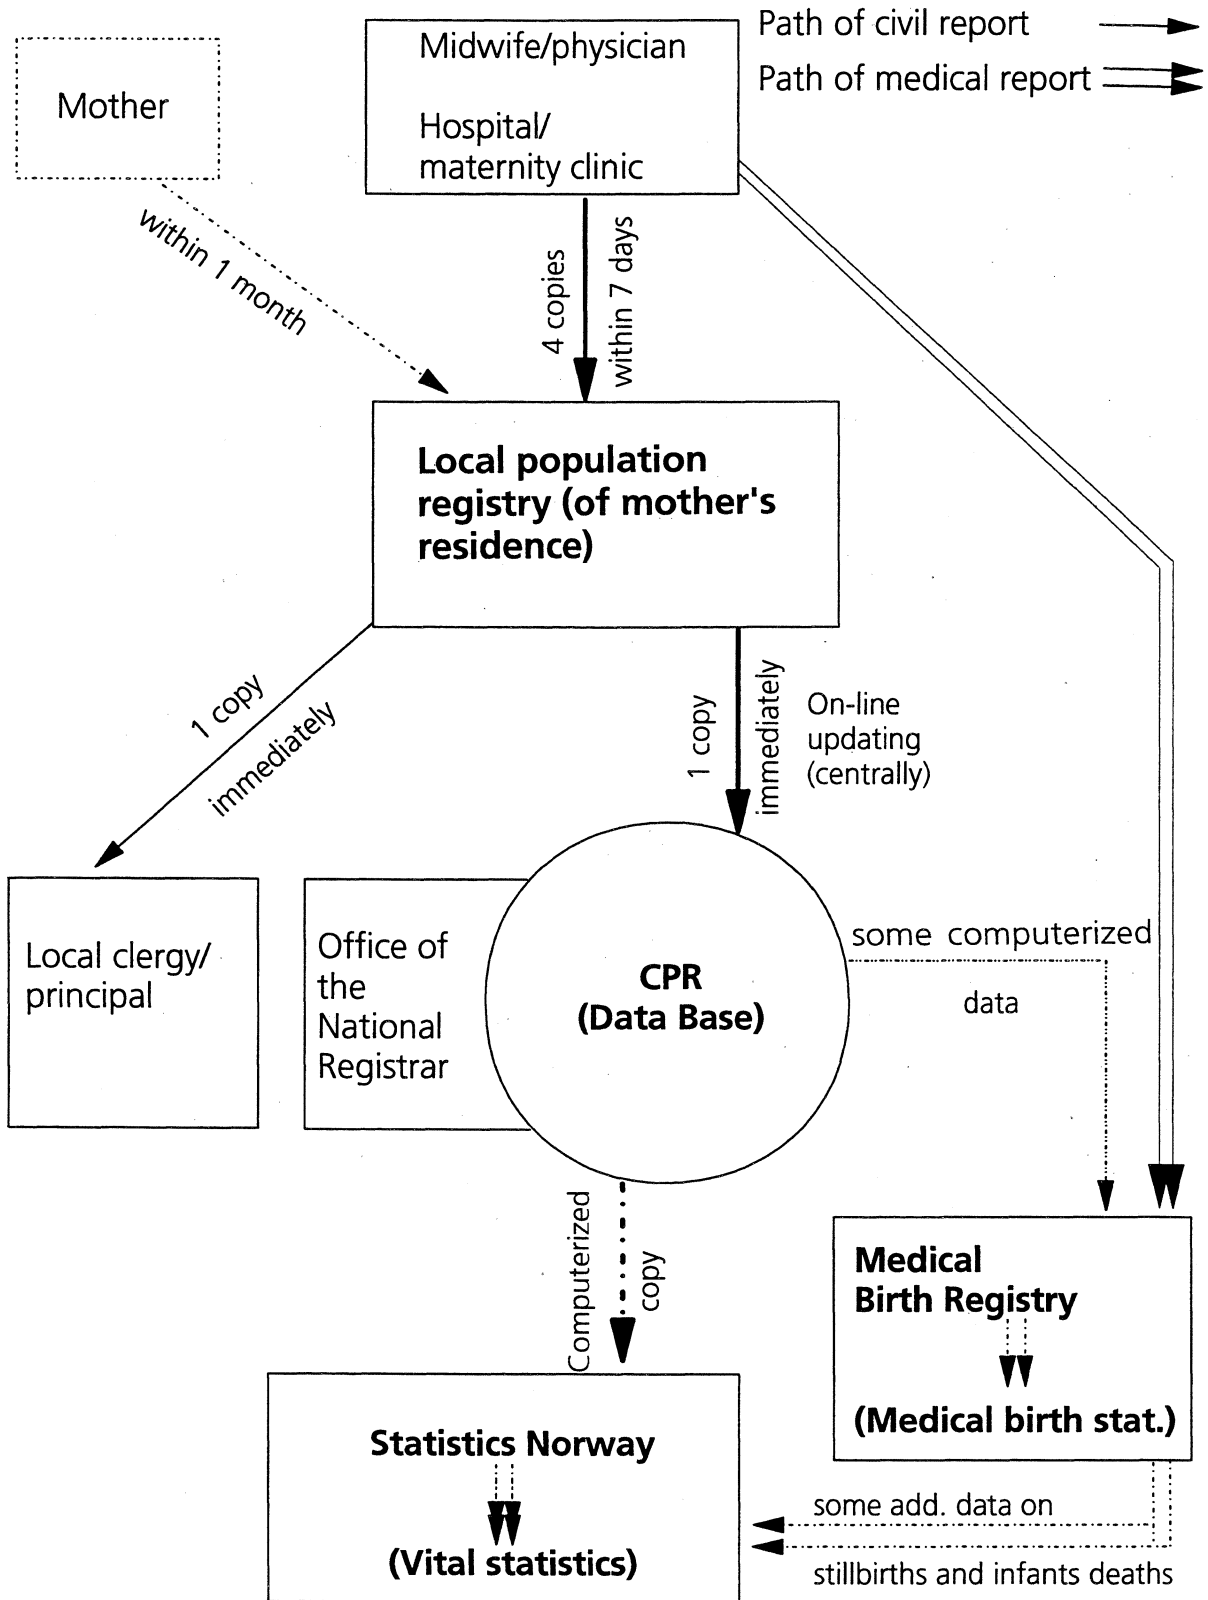 Path of civil report
Path of medical report
Mother
Midwife/physician
Hospital/
maternity clinic
within 1 month
4 copies
within 7 days
Local population
registry (of mother's
residence)
1 copy
immediately
1 copy
immediately
On-line
updating
(centrally)
Local clergy/
principal
Office of
the
National
Registrar
CPR
(Data Base)
some computerized
data
Computerized
copy
Medical
Birth Registry
(Medical birth stat.)
Statistics Norway
(Vital statistics)
some add. data on
stillbirths and infants deaths